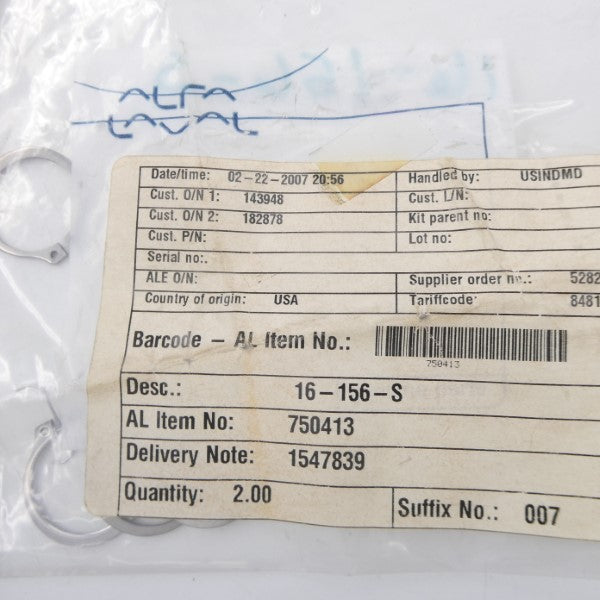 ALFA
LAVAL
Date/time: 02-22-2007 20:56 Handled by: USINDMD
Cust. O/N 1: 143948 Cust. L/N:
Cust. O/N 2: 182878 Kit parent no:
Cust. P/N: Lot no:
Serial no:.
ALE O/N: Supplier order no.: 5282
Country of origin: USA Tariffcode: 8481
Barcode - AL Item No.:
750413
Desc.: 16-156-S
AL Item No: 750413
Delivery Note: 1547839
Quantity: 2.00 Suffix No.: 007